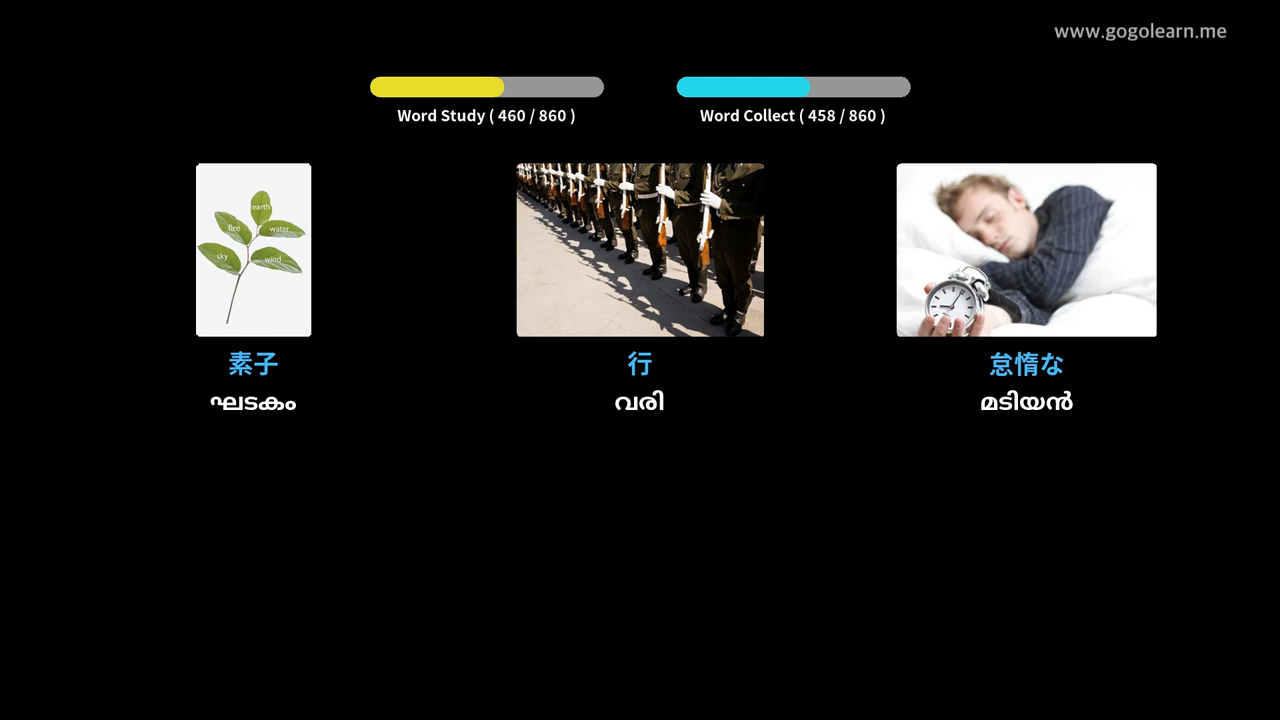 www.gogolearn.me
Word Study ( 460 / 860 )
Word Collect ( 458 / 860 )
earth
fire
water
sky
wind
素子
ഘടകം
行
വരി
怠惰な
മടിയൻ